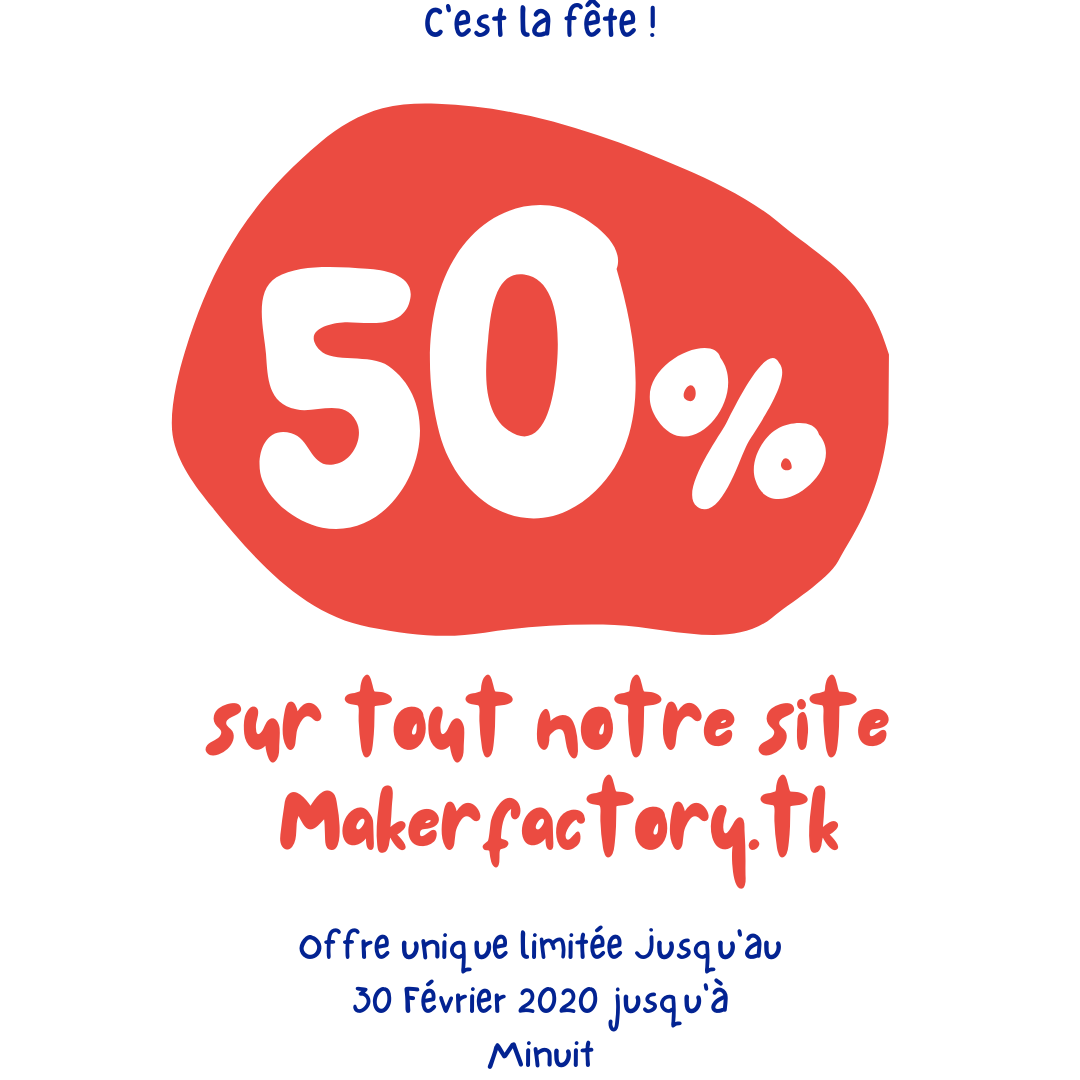 C'est la fête !
50%
sur tout notre site
Makerfactory.tk
Offre unique limitée Jusqu'au
30 Février 2020 jusqu'à
Minuit